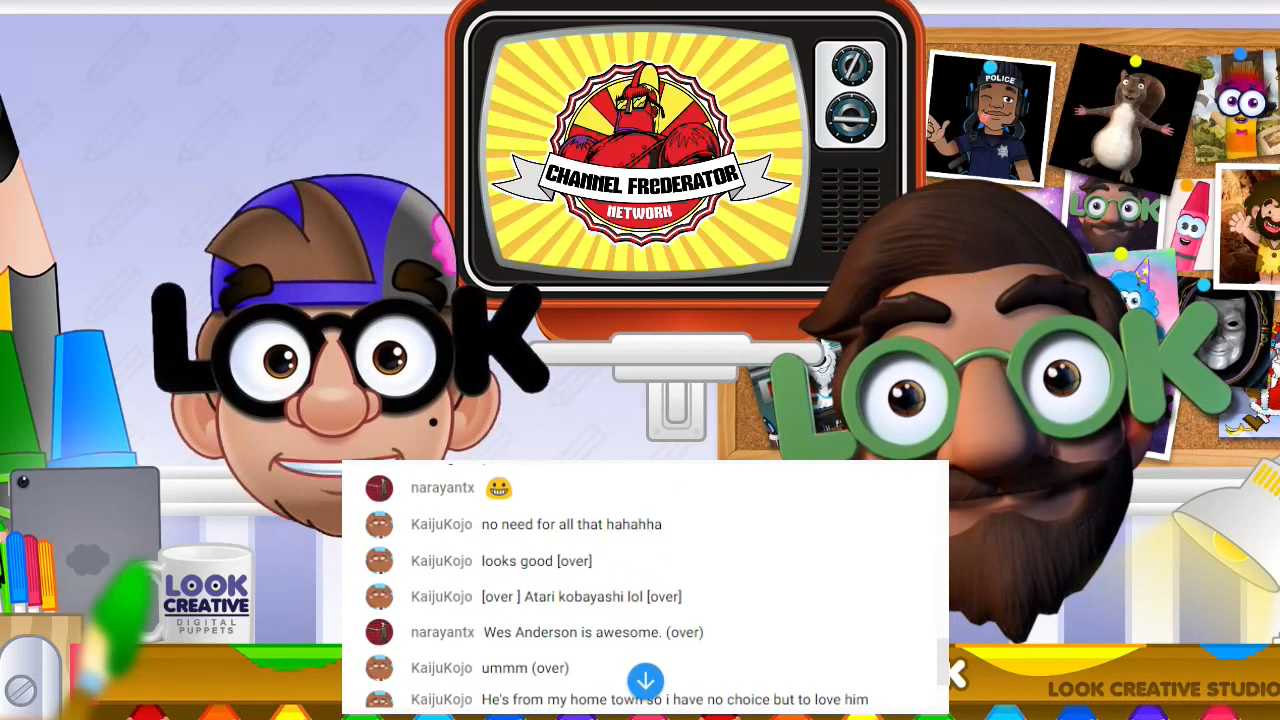 POLICE
CHANNEL FREDERATOR
NETWORK
LOOK
LOOK
LOOK
narayantx 😀
KaijuKojo no need for all that hahahha
KaijuKojo looks good [over]
KaijuKojo [over ] Atari kobayashi lol [over]
narayantx Wes Anderson is awesome. (over)
KaijuKojo ummm (over)
KaijuKojo He's from my home town so i have no choice but to love him
LOOK
CREATIVE
DIGITAL
PUPPETS
K
LOOK CREATIVE STUDIO